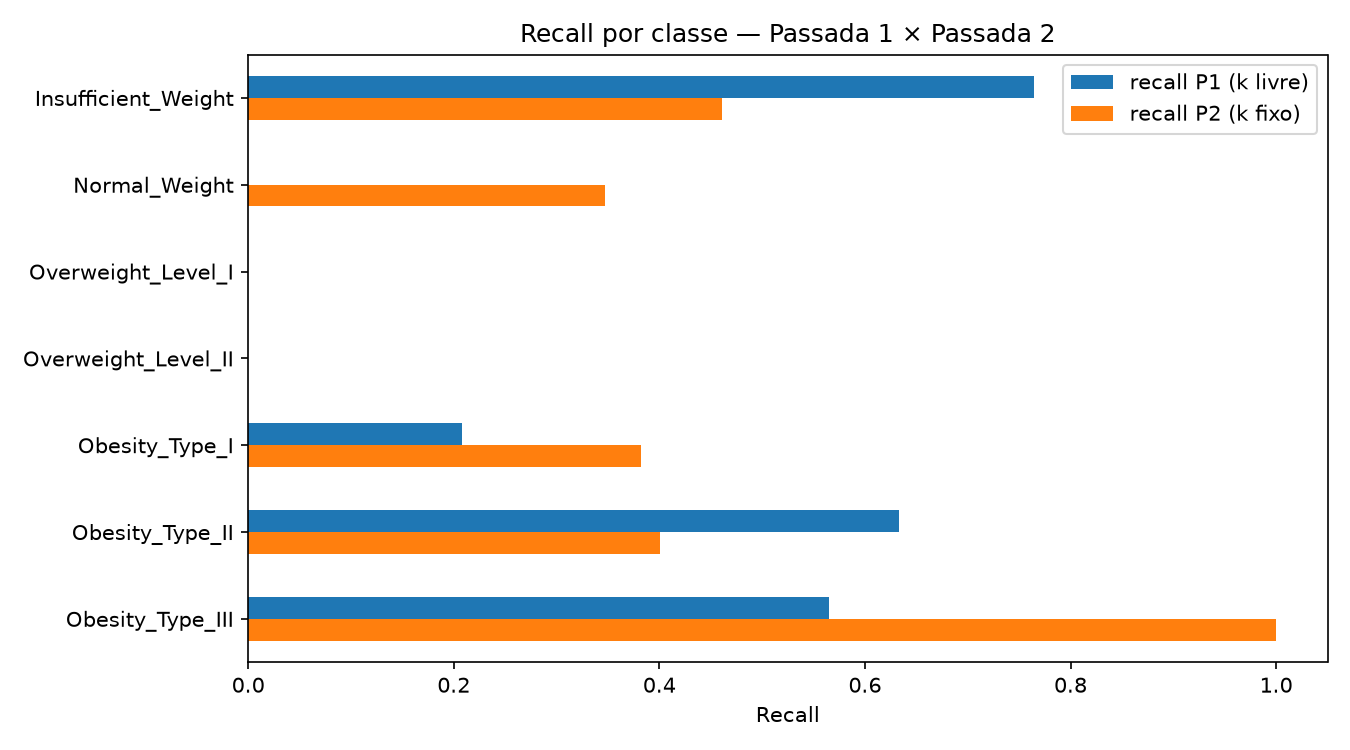 Recall por classe — Passada 1 × Passada 2
recall P1 (k livre)
recall P2 (k fixo)
Insufficient_Weight
Normal_Weight
Overweight_Level_I
Overweight_Level_II
Obesity_Type_I
Obesity_Type_II
Obesity_Type_III
0.0 0.2 0.4 0.6 0.8 1.0
Recall